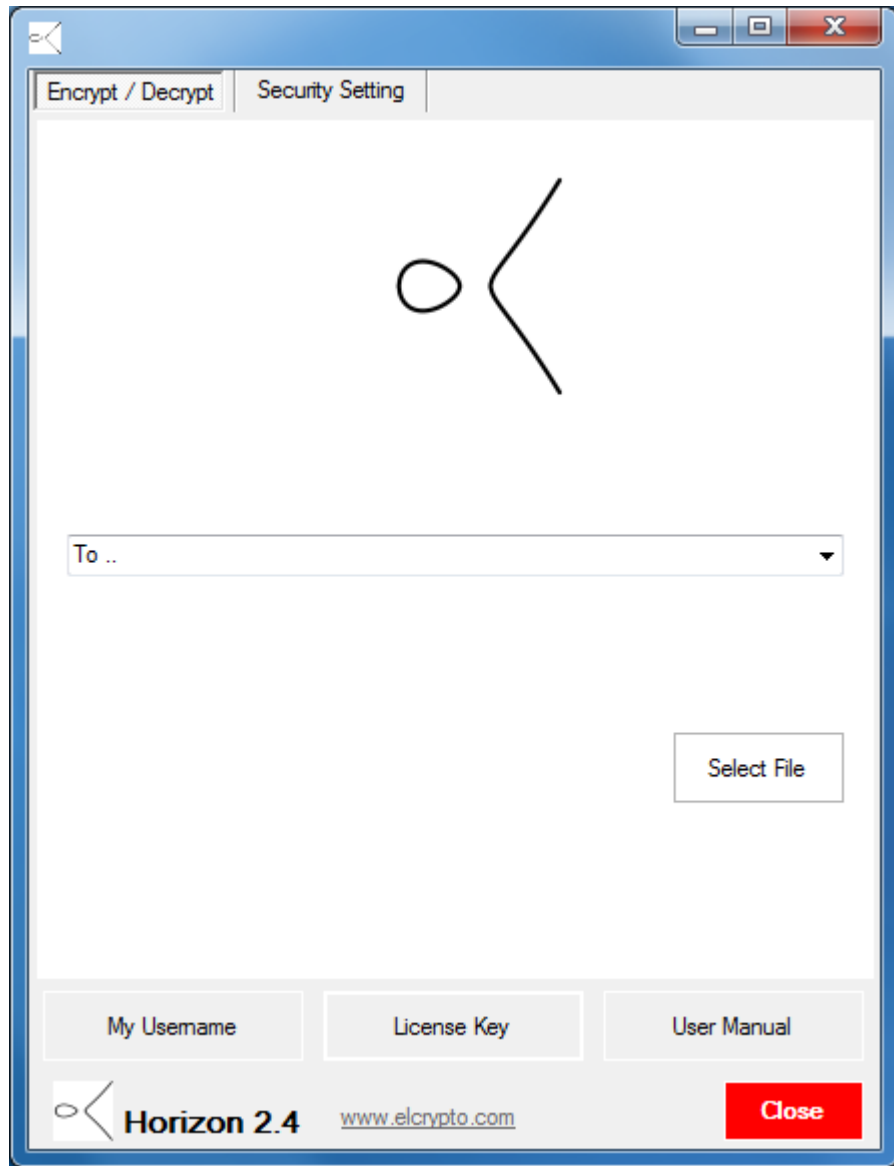 Encrypt / Decrypt Security Setting
To ..
Select File
My Username License Key User Manual
Horizon 2.4 www.elcrypto.com Close